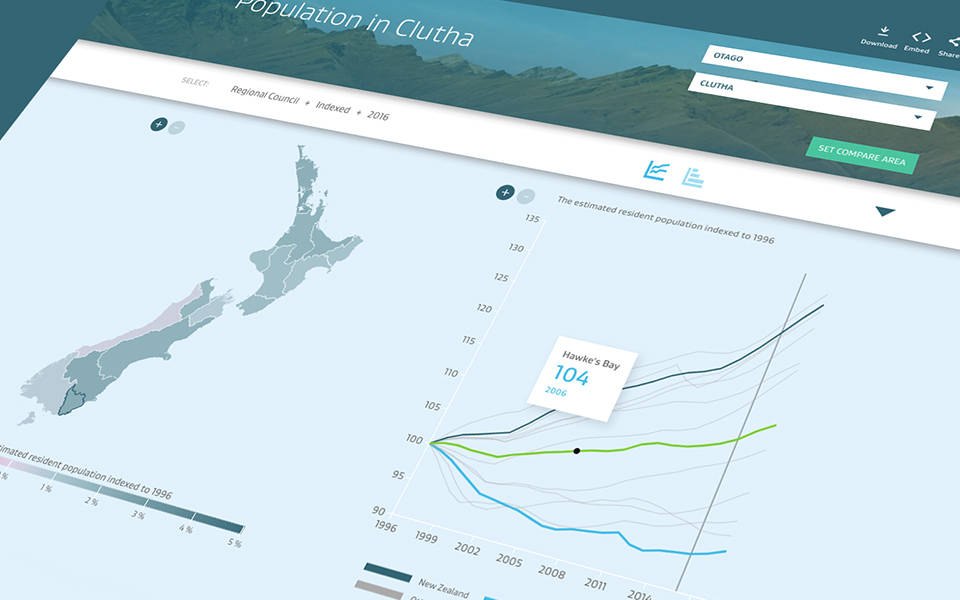 Population in Clutha
Download
Embed
Share
OTAGO
CLUTHA
SET COMPARE AREA
SELECT:
Regional Council + Indexed + 2016
The estimated resident population indexed to 1996
135
130
125
120
115
110
105
100
95
90
Hawke's Bay
104
2006
1996
1999
2002
2005
2008
2011
2014
resident population indexed to 1996
%
1 %
2 %
3 %
4 %
5 %
New Zealand